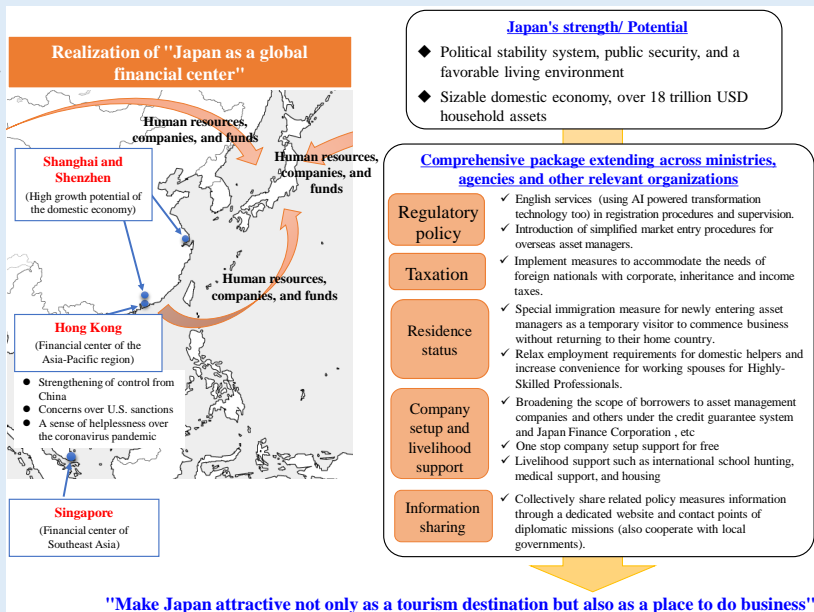 Realization of "Japan as a global
financial center"
Human resources,
companies, and funds
Human resources,
companies, and
funds
Shanghai and
Shenzhen
(High growth potential of
the domestic economy)
Human resources,
companies, and funds
Hong Kong
(Financial center of the
Asia-Pacific region)
● Strengthening of control from
China
● Concerns over U.S. sanctions
● A sense of helplessness over
the coronavirus pandemic
Singapore
(Financial center of
Southeast Asia)
Japan's strength/ Potential
◆ Political stability system, public security, and a
favorable living environment
◆ Sizable domestic economy, over 18 trillion USD
household assets
Comprehensive package extending across ministries,
agencies and other relevant organizations
Regulatory
policy
✓ English services (using AI powered transformation
technology too) in registration procedures and supervision.
✓ Introduction of simplified market entry procedures for
overseas asset managers.
Taxation
✓ Implement measures to accommodate the needs of
foreign nationals with corporate, inheritance and income
taxes.
Residence
status
✓ Special immigration measure for newly entering asset
managers as a temporary visitor to commence business
without returning to their home country.
✓ Relax employment requirements for domestic helpers and
increase convenience for working spouses for Highly-
Skilled Professionals.
Company
setup and
livelihood
support
✓ Broadening the scope of borrowers to asset management
companies and others under the credit guarantee system
and Japan Finance Corporation , etc
✓ One stop company setup support for free
✓ Livelihood support such as international school hunting,
medical support, and housing
Information
sharing
✓ Collectively share related policy measures information
through a dedicated website and contact points of
diplomatic missions (also cooperate with local
governments).
"Make Japan attractive not only as a tourism destination but also as a place to do business"